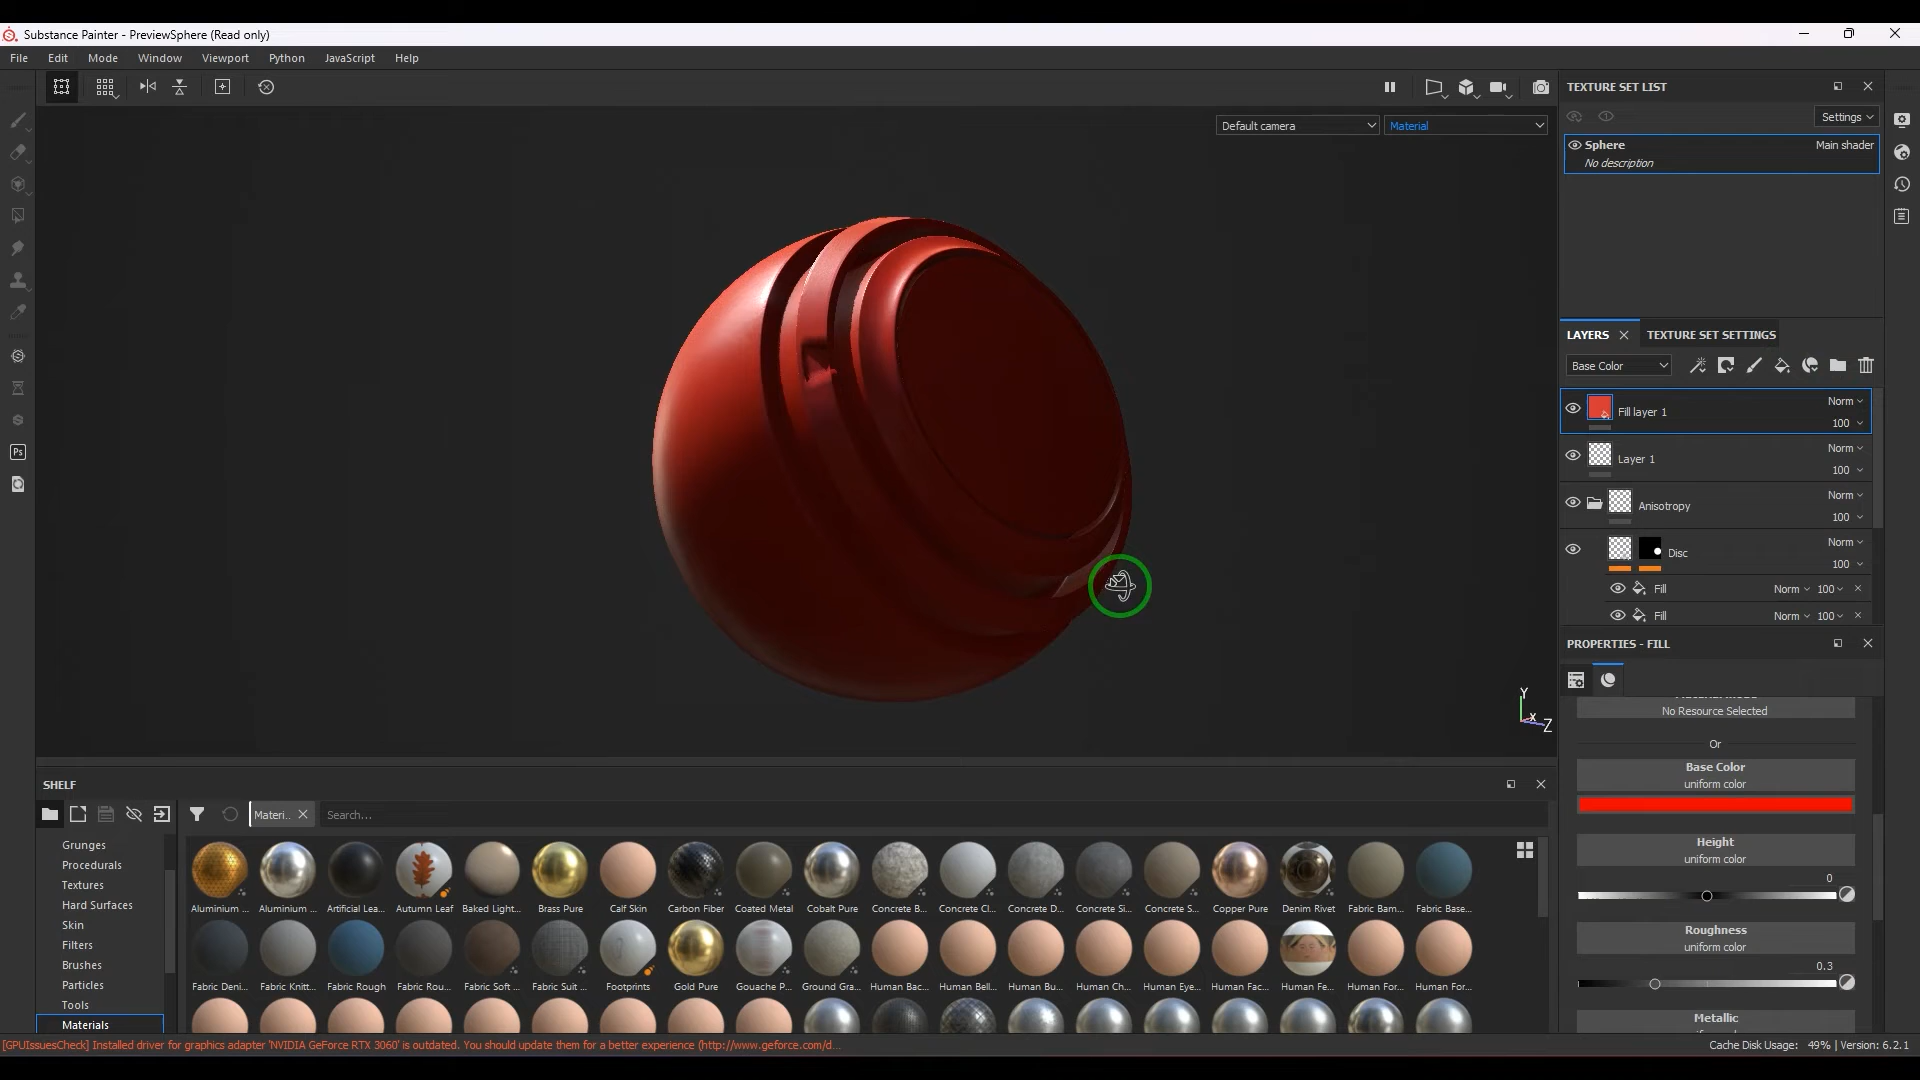 Substance Painter - PreviewSphere (Read only)
File Edit Mode Window Viewport Python JavaScript Help
TEXTURE SET LIST
Settings
Default camera Material
Sphere Main shader
No description
LAYERS TEXTURE SET SETTINGS
Base Color
Fill layer 1 Norm
100
Layer 1 Norm
100
Anisotropy Norm
100
Disc Norm
100
Fill Norm 100
Fill Norm 100
PROPERTIES - FILL
No Resource Selected
Or
Base Color
uniform color
Height
uniform color
0
Roughness
uniform color
0.3
Metallic
Y
X
Z
Ps
SHELF
Materi.. Search...
Grunges
Procedurals
Textures
Hard Surfaces
Skin
Filters
Brushes
Particles
Tools
Materials
Aluminium ... Aluminium ... Artificial Lea... Autumn Leaf Baked Light... Brass Pure Calf Skin Carbon Fiber Coated Metal Cobalt Pure Concrete B... Concrete Cl... Concrete D... Concrete Si... Concrete S... Copper Pure Denim Rivet Fabric Bam... Fabric Base...
Fabric Deni... Fabric Knitt... Fabric Rough Fabric Rou... Fabric Soft ... Fabric Suit ... Footprints Gold Pure Gouache P... Ground Gra... Human Bac... Human Bell... Human Bu... Human Ch... Human Eye... Human Fac... Human Fe... Human For... Human For...
[GPUIssuesCheck] Installed driver for graphics adapter 'NVIDIA GeForce RTX 3060' is outdated. You should update them for a better experience (http://www.geforce.com/d...
Cache Disk Usage: 49% | Version: 6.2.1